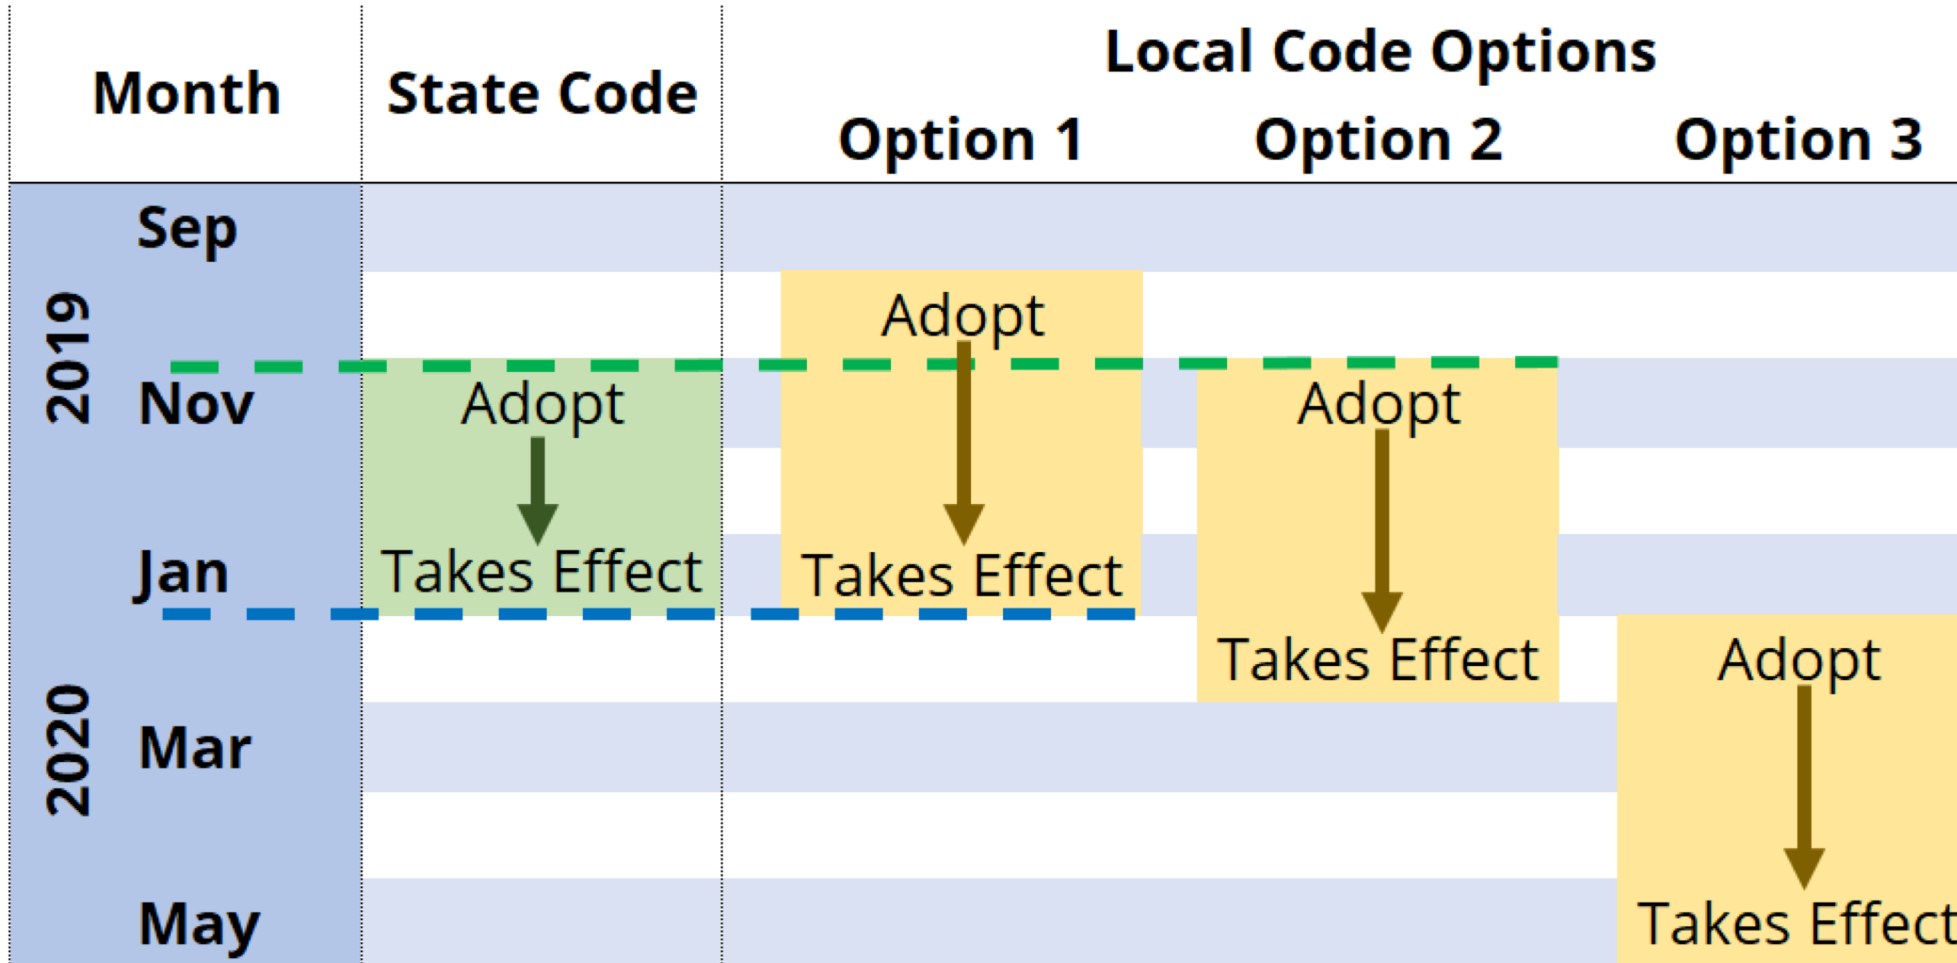 Local Code Options
Month State Code
Option 1 Option 2 Option 3
2019
Sep
Adopt
Nov Adopt Adopt
Jan Takes Effect Takes Effect
2020
Takes Effect Adopt
Mar
May Takes Effect